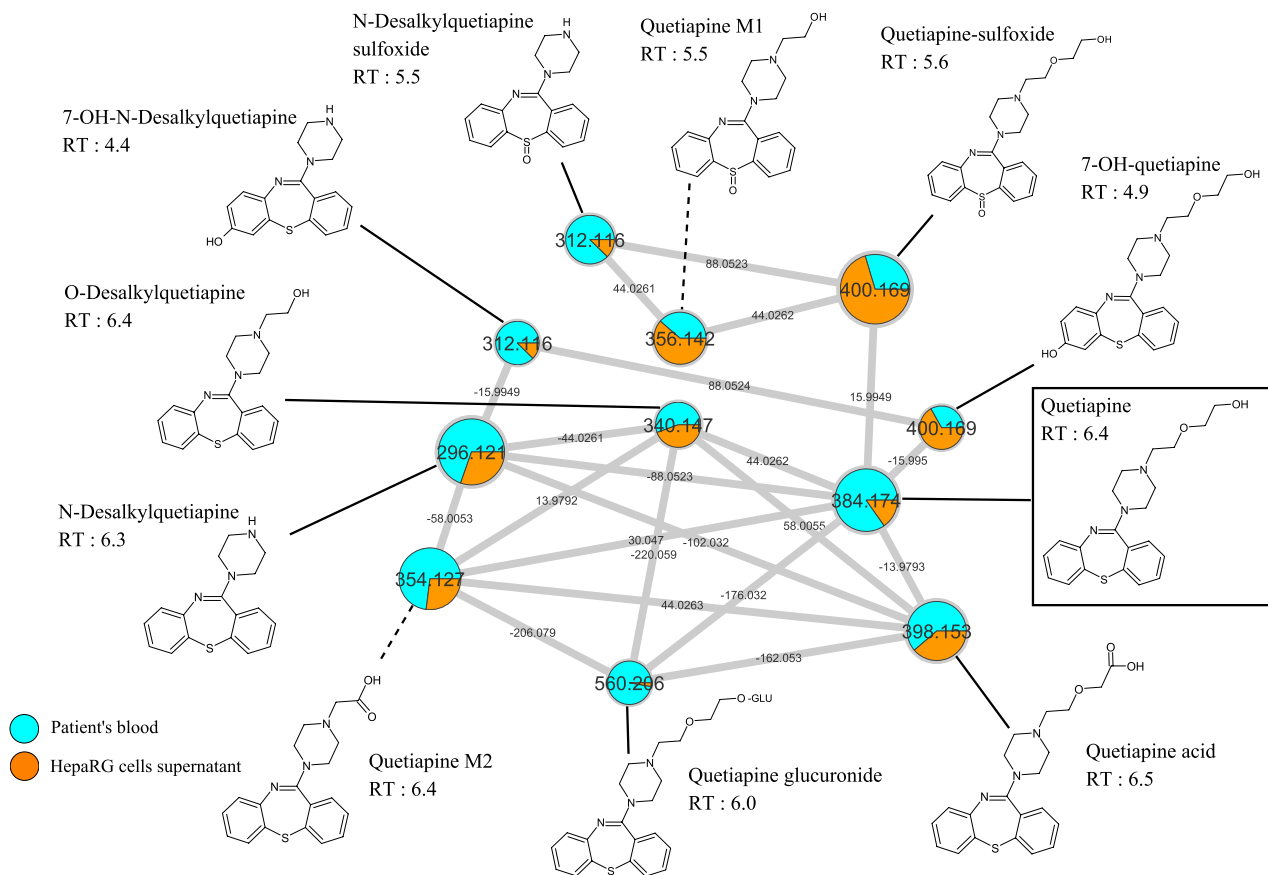 N-Desalkylquetiapine
sulfoxide
RT : 5.5
Quetiapine M1
RT : 5.5
Quetiapine-sulfoxide
RT : 5.6
7-OH-N-Desalkylquetiapine
RT : 4.4
7-OH-quetiapine
RT : 4.9
O-Desalkylquetiapine
RT : 6.4
Quetiapine
RT : 6.4
N-Desalkylquetiapine
RT : 6.3
Quetiapine M2
RT : 6.4
Quetiapine glucuronide
RT : 6.0
Quetiapine acid
RT : 6.5
Patient's blood
HepaRG cells supernatant
312.116
400.169
356.142
312.116
340.147
400.169
296.121
384.174
354.127
398.153
560.206
88.0523
44.0261
44.0262
88.0524
-15.9949
15.9949
-44.0261
44.0262
-15.995
-88.0523
13.9792
-58.0053
58.0055
30.047
-102.032
-220.059
-13.9793
-176.032
44.0263
-206.079
-162.053
H
N
N
N
S
O
OH
N
N
N
S
O
OH
O
N
N
N
S
O
H
N
N
N
S
HO
OH
O
N
N
N
S
HO
OH
N
N
N
S
OH
O
N
N
N
S
H
N
N
N
S
OH
O
N
N
N
S
O -GLU
O
N
N
N
S
O
OH
O
N
N
N
S